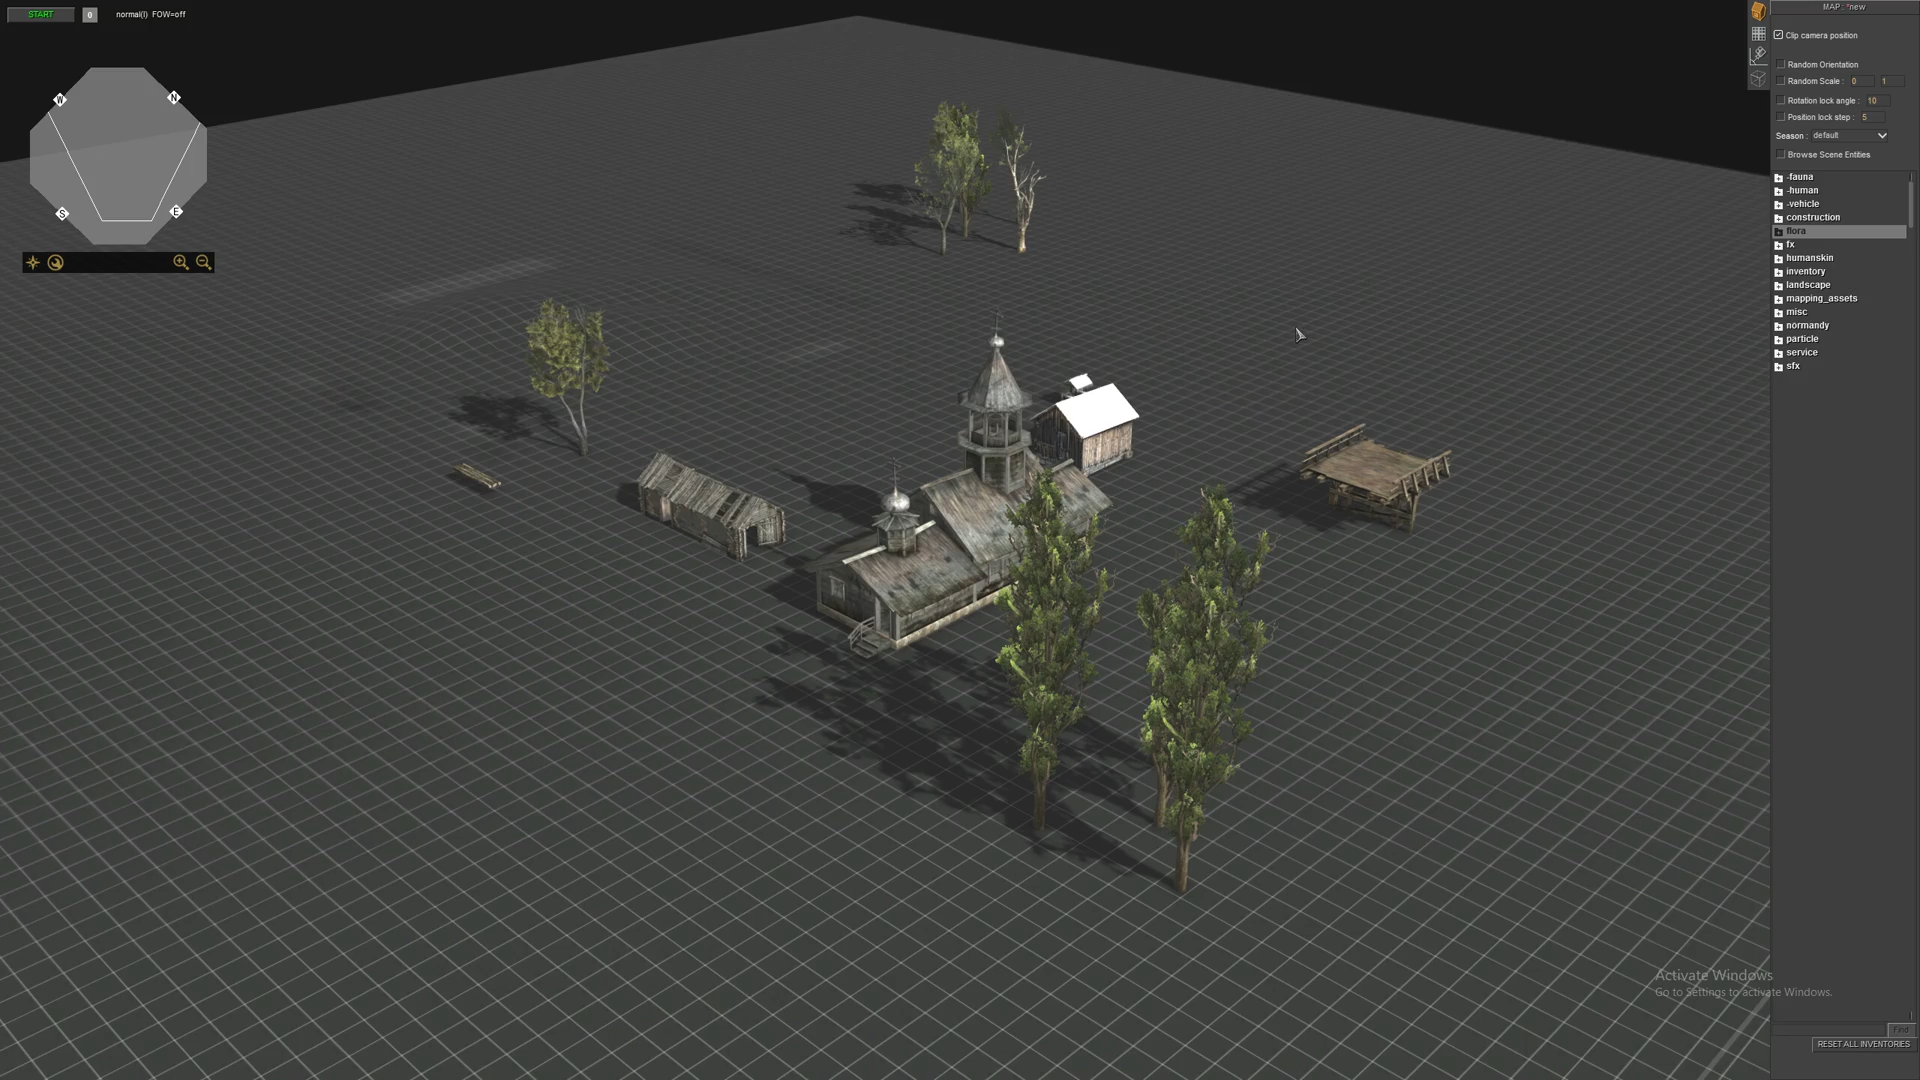 START
0
normal(l) FOW=off
W
N
S
E
MAP : *new
Clip camera position
Random Orientation
Random Scale : 0 1
Rotation lock angle : 10
Position lock step : 5
Season : default
Browse Scene Entities
-fauna
-human
-vehicle
construction
flora
fx
humanskin
inventory
landscape
mapping_assets
misc
normandy
particle
service
sfx
Activate Windows
Go to Settings to activate Windows.
Find
RESET ALL INVENTORIES